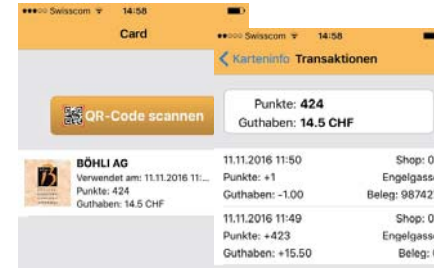 Swisscom 14:58
Card
QR-Code scannen
BÖHLI AG
Verwendet am: 11.11.2016 11:...
Punkte: 424
Guthaben: 14.5 CHF
Swisscom 14:58
Karteninfo Transaktionen
Punkte: 424
Guthaben: 14.5 CHF
11.11.2016 11:50 Shop: 0
Punkte: +1 Engelgass
Guthaben: -1.00 Beleg: 98742
11.11.2016 11:49 Shop: 0
Punkte: +423 Engelgass
Guthaben: +15.50 Beleg: